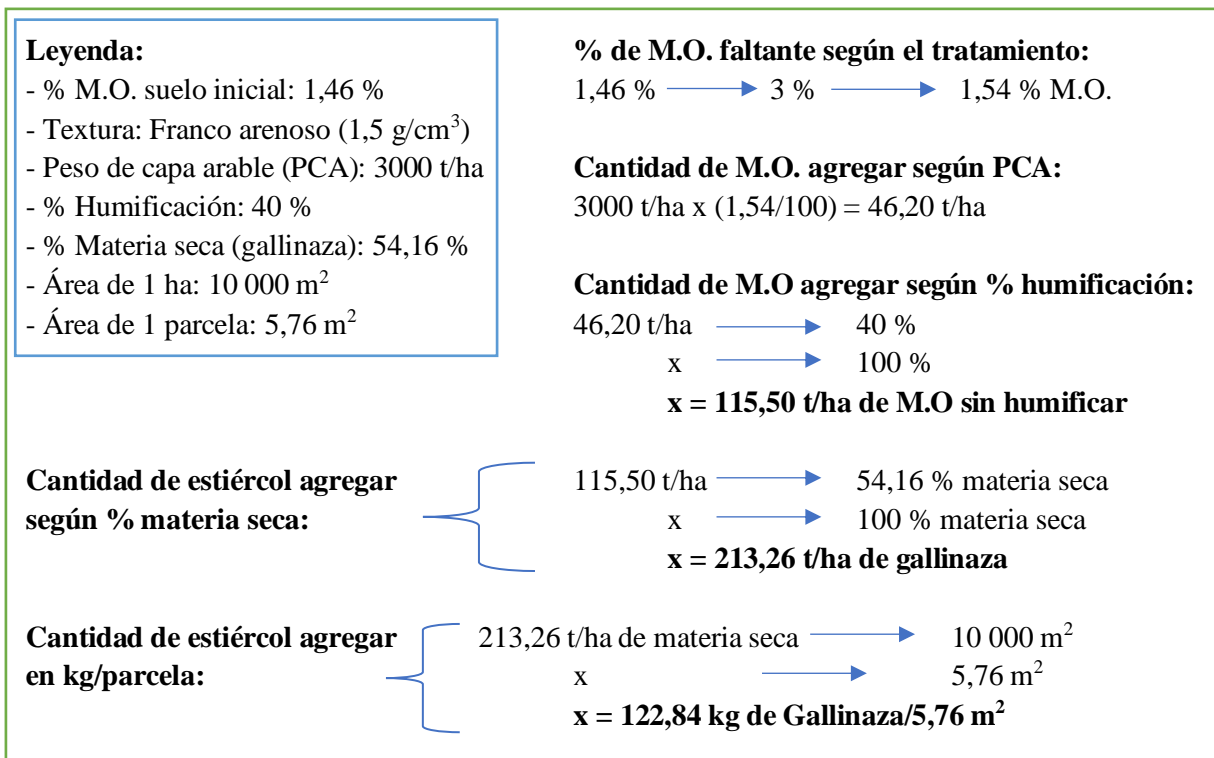 Leyenda:
- % M.O. suelo inicial: 1,46 %
- Textura: Franco arenoso (1,5 g/cm³)
- Peso de capa arable (PCA): 3000 t/ha
- % Humificación: 40 %
- % Materia seca (gallinaza): 54,16 %
- Área de 1 ha: 10 000 m²
- Área de 1 parcela: 5,76 m²
% de M.O. faltante según el tratamiento:
1,46 % 3 % 1,54 % M.O.
Cantidad de M.O. agregar según PCA:
3000 t/ha x (1,54/100) = 46,20 t/ha
Cantidad de M.O agregar según % humificación:
46,20 t/ha 40 %
x 100 %
x = 115,50 t/ha de M.O sin humificar
Cantidad de estiércol agregar
según % materia seca:
115,50 t/ha 54,16 % materia seca
x 100 % materia seca
x = 213,26 t/ha de gallinaza
Cantidad de estiércol agregar
en kg/parcela:
213,26 t/ha de materia seca 10 000 m²
x 5,76 m²
x = 122,84 kg de Gallinaza/5,76 m²